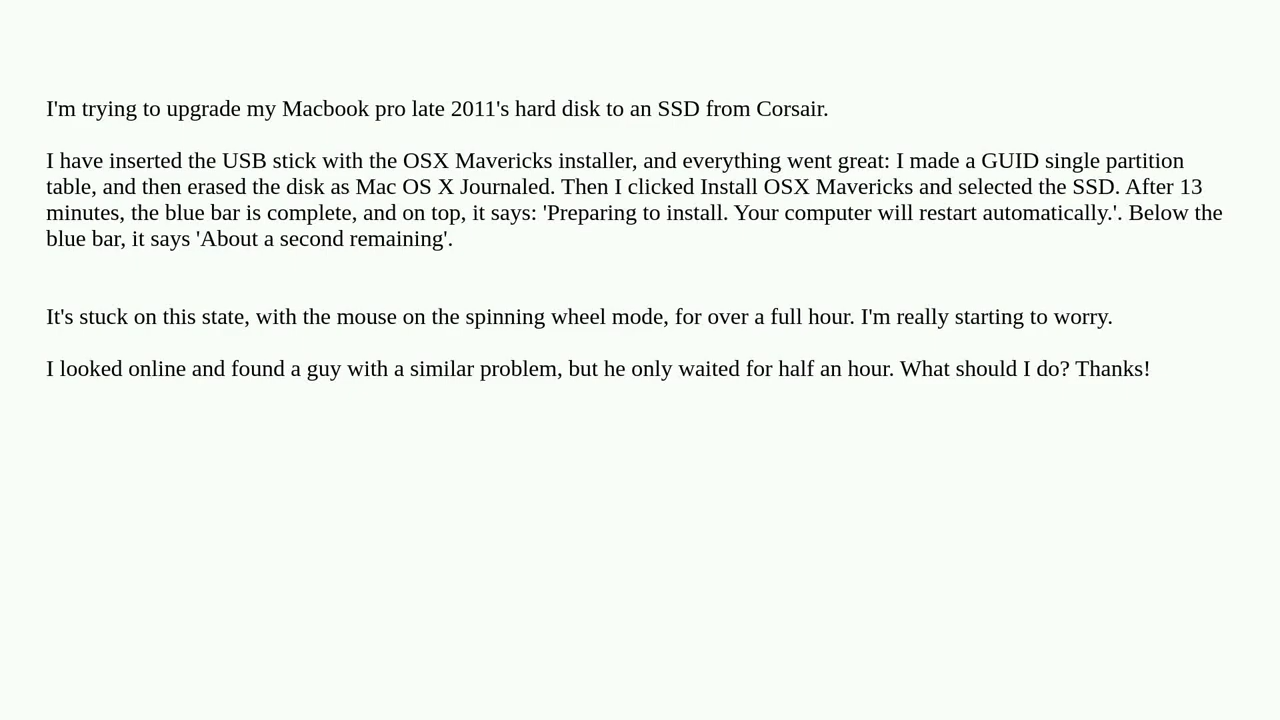 I'm trying to upgrade my Macbook pro late 2011's hard disk to an SSD from Corsair.
I have inserted the USB stick with the OSX Mavericks installer, and everything went great: I made a GUID single partition
table, and then erased the disk as Mac OS X Journaled. Then I clicked Install OSX Mavericks and selected the SSD. After 13
minutes, the blue bar is complete, and on top, it says: 'Preparing to install. Your computer will restart automatically.'. Below the
blue bar, it says 'About a second remaining'.
It's stuck on this state, with the mouse on the spinning wheel mode, for over a full hour. I'm really starting to worry.
I looked online and found a guy with a similar problem, but he only waited for half an hour. What should I do? Thanks!